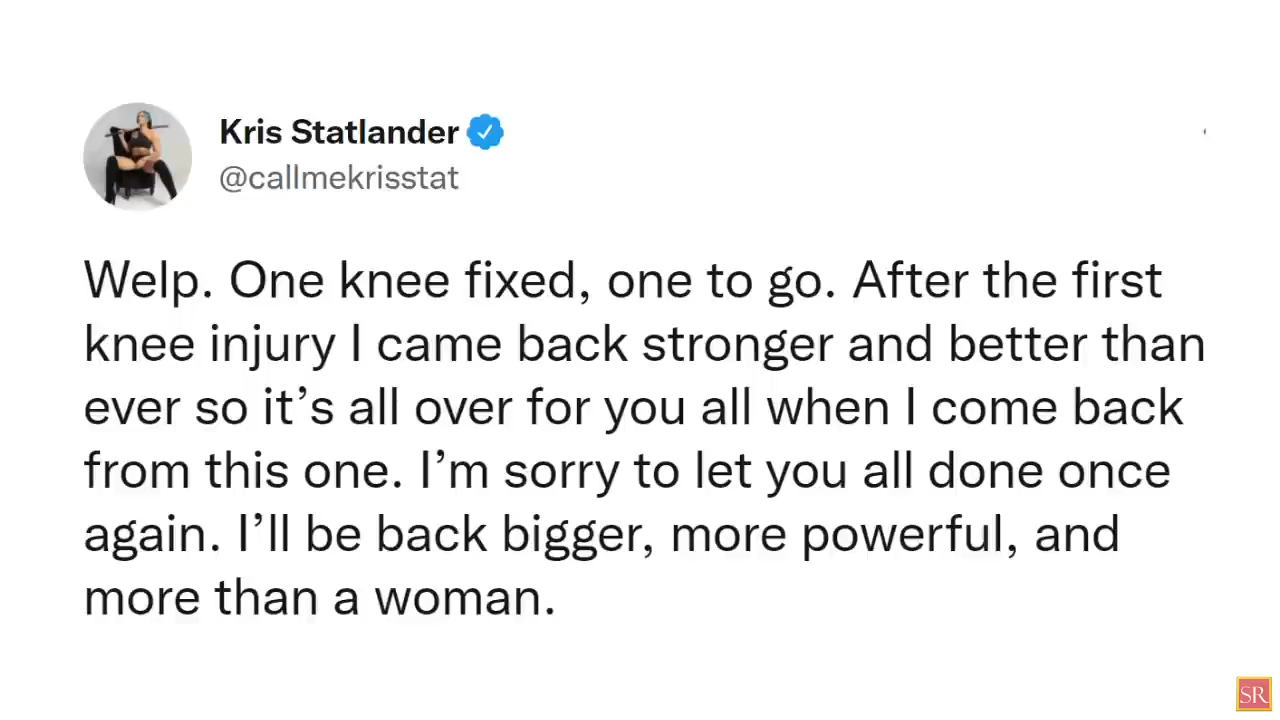 Kris Statlander
@callmekrisstat
Welp. One knee fixed, one to go. After the first
knee injury I came back stronger and better than
ever so it’s all over for you all when I come back
from this one. I’m sorry to let you all done once
again. I’ll be back bigger, more powerful, and
more than a woman.
SR